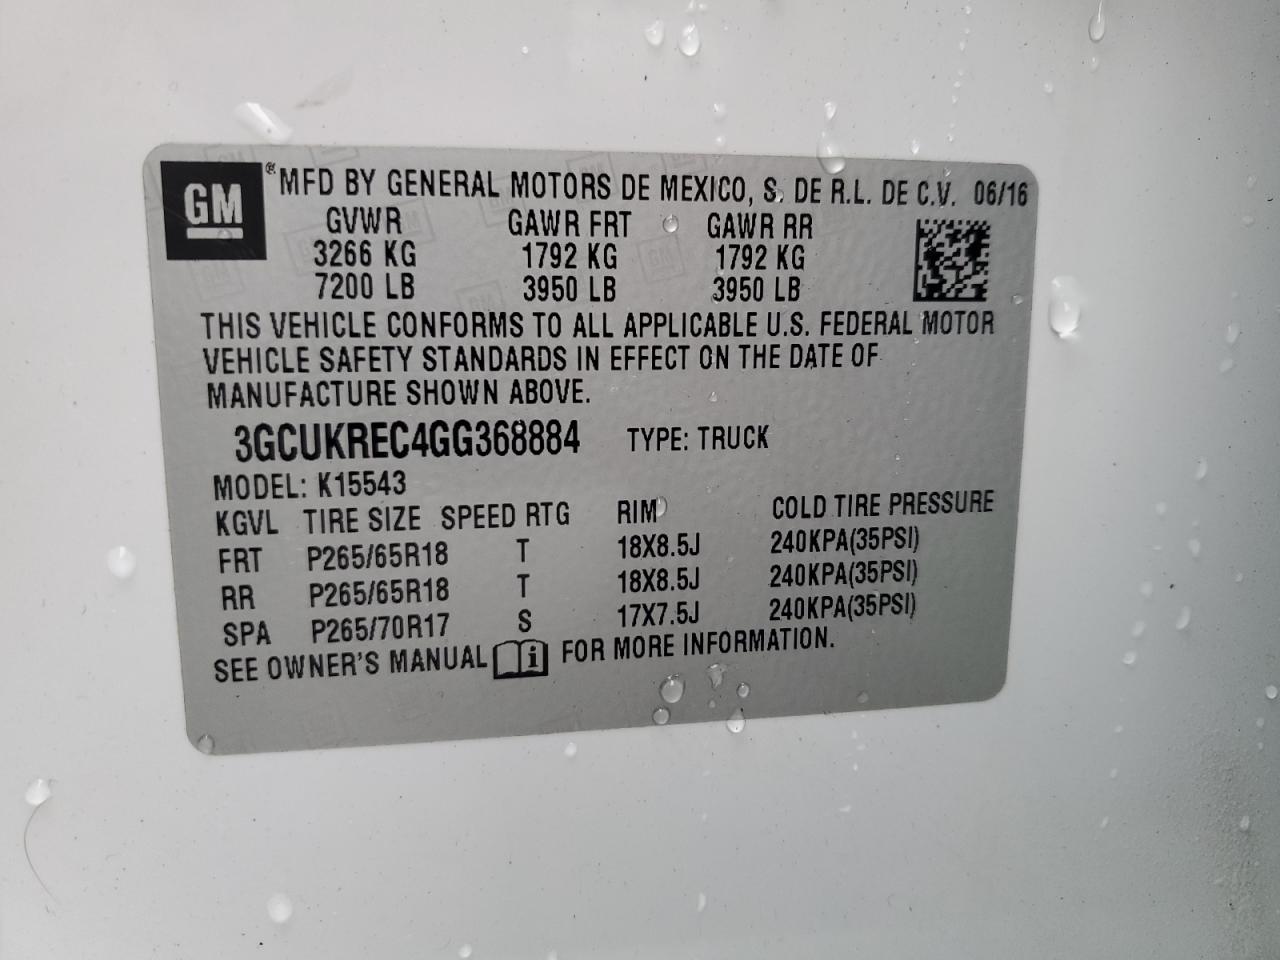 GM ® MFD BY GENERAL MOTORS DE MEXICO, S. DE R.L. DE C.V. 06/16
GVWR GAWR FRT GAWR RR
3266 KG 1792 KG 1792 KG
7200 LB 3950 LB 3950 LB
THIS VEHICLE CONFORMS TO ALL APPLICABLE U.S. FEDERAL MOTOR
VEHICLE SAFETY STANDARDS IN EFFECT ON THE DATE OF
MANUFACTURE SHOWN ABOVE.
3GCUKREC4GG368884 TYPE: TRUCK
MODEL: K15543
KGVL TIRE SIZE SPEED RTG RIM COLD TIRE PRESSURE
FRT P265/65R18 T 18X8.5J 240KPA(35PSI)
RR P265/65R18 T 18X8.5J 240KPA(35PSI)
SPA P265/70R17 S 17X7.5J 240KPA(35PSI)
SEE OWNER'S MANUAL i FOR MORE INFORMATION.